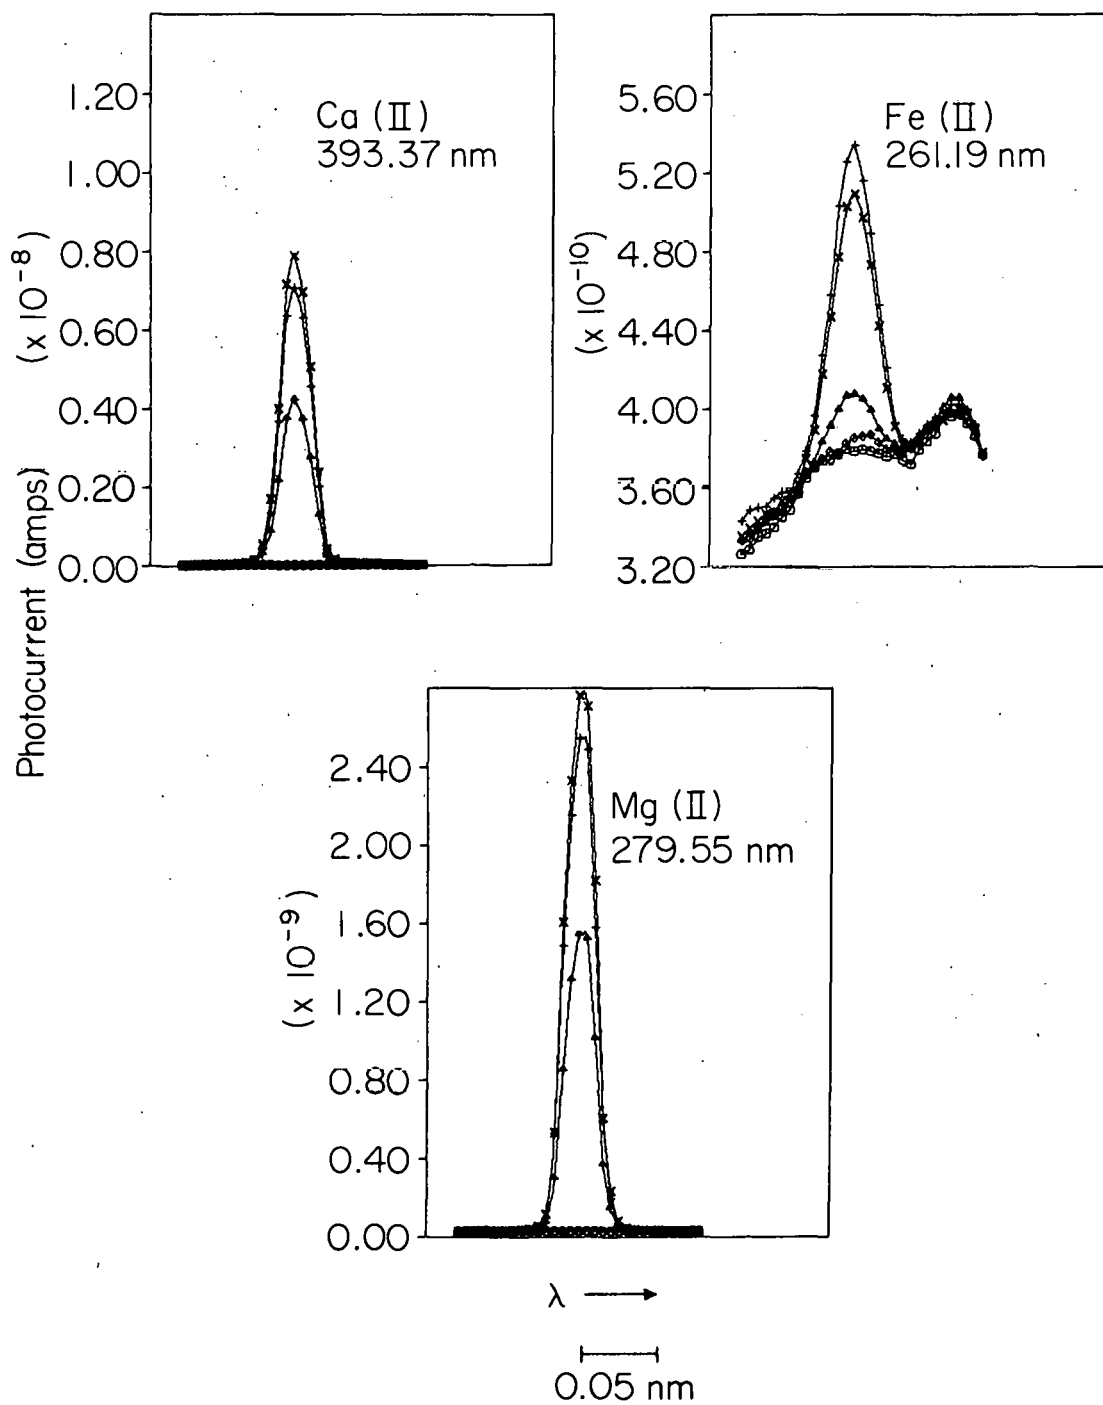 Photocurrent (amps)
(x 10⁻⁸)
1.20
1.00
0.80
0.60
0.40
0.20
0.00
Ca (II)
393.37 nm
(x 10⁻¹⁰)
5.60
5.20
4.80
4.40
4.00
3.60
3.20
Fe (II)
261.19 nm
(x 10⁻⁹)
2.40
2.00
1.60
1.20
0.80
0.40
0.00
Mg (II)
279.55 nm
λ
0.05 nm